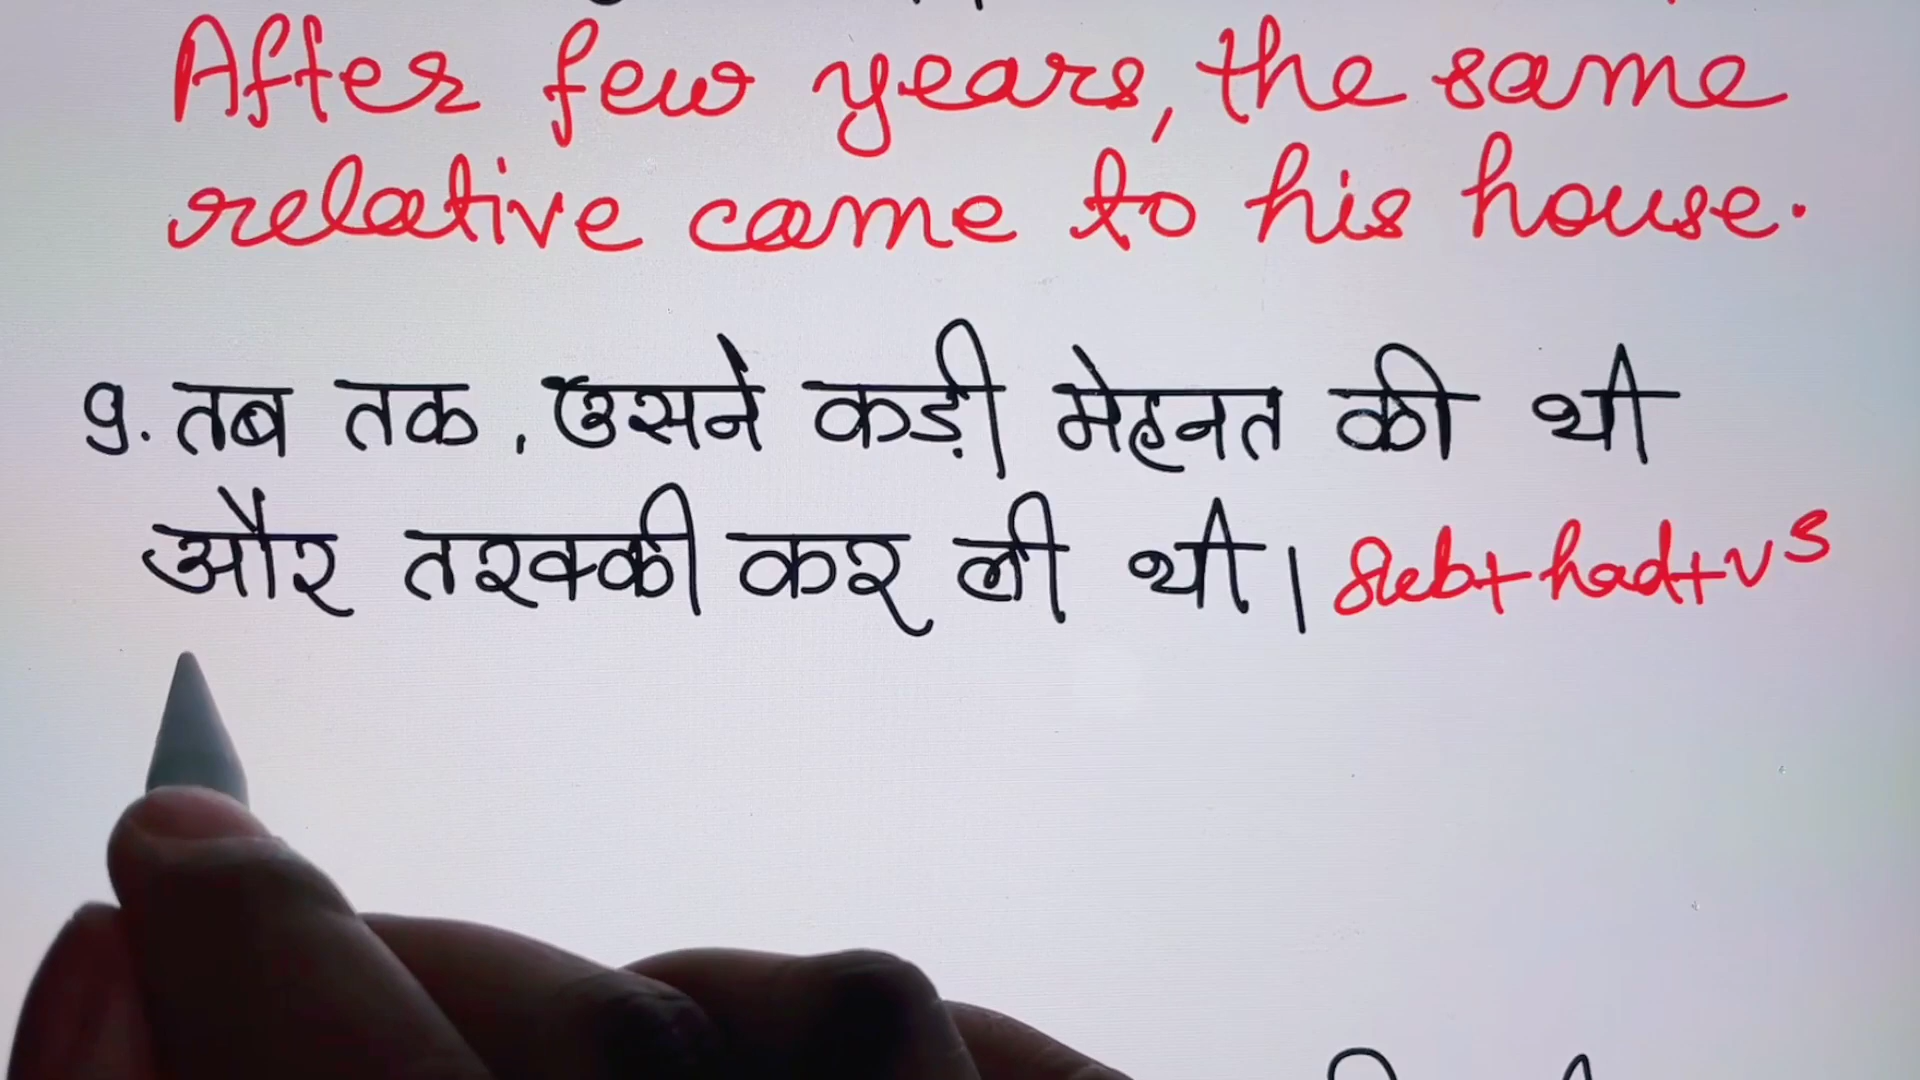 After few years, the same
relative came to his house.
9. तब तक, उसने कड़ी मेहनत की थी
और तरक्की कर ली थी। Sub+had+v3